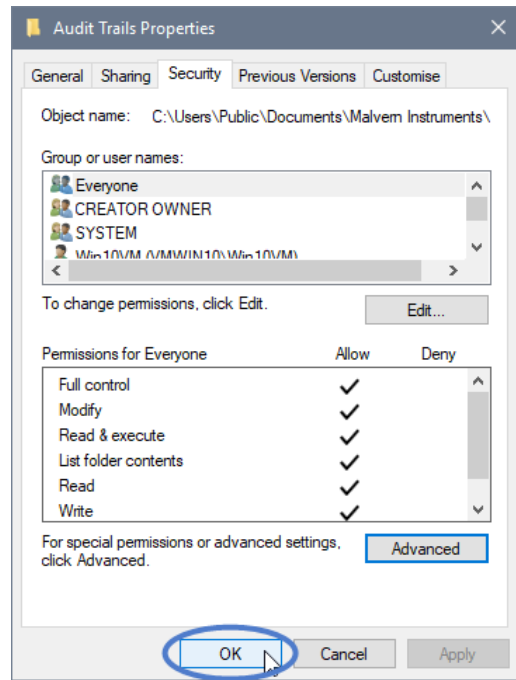 Audit Trails Properties
General Sharing Security Previous Versions Customise
Object name: C:\Users\Public\Documents\Malvern Instruments\
Group or user names:
Everyone
CREATOR OWNER
SYSTEM
Win10VM (VMWIN10\Win10VM)
To change permissions, click Edit.
Edit...
Permissions for Everyone Allow Deny
Full control
Modify
Read & execute
List folder contents
Read
Write
For special permissions or advanced settings,
click Advanced.
Advanced
OK Cancel Apply